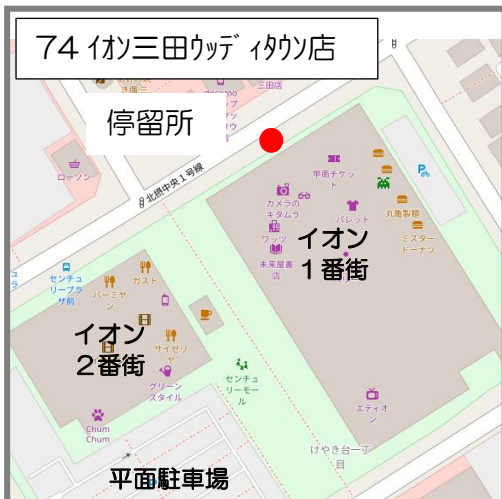 74 ｲｵﾝ三田ｳｯﾃﾞｨﾀｳﾝ店
三田店
docomo
停留所
ローソン
北摂中央1号線
甲南チケッ
ト
カメラの
キタムラ
パレット
丸亀製麺
ワッツ
ミスター
ドーナツ
イオン
1番街
未来屋書
店
センチュ
リープラ
ザ前
ガスト
バーミヤ
ン
イオン
2番街
サイゼリ
ヤ
グリーン
スタイル
センチュ
リーモー
ル
エディオ
ン
Chum
Chum
けやき台一丁
目
平面駐車場